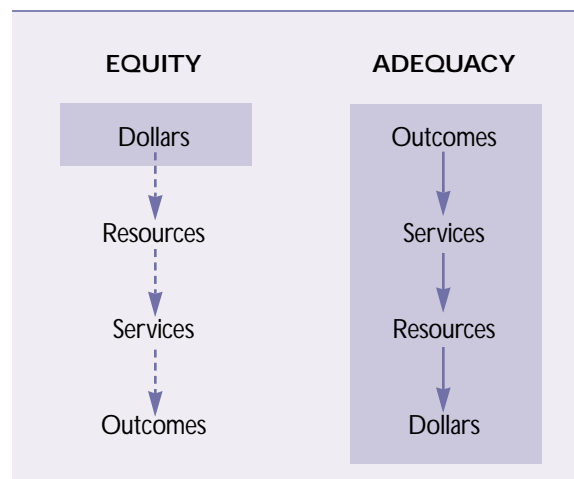 EQUITY
Dollars
Resources
Services
Outcomes
ADEQUACY
Outcomes
Services
Resources
Dollars